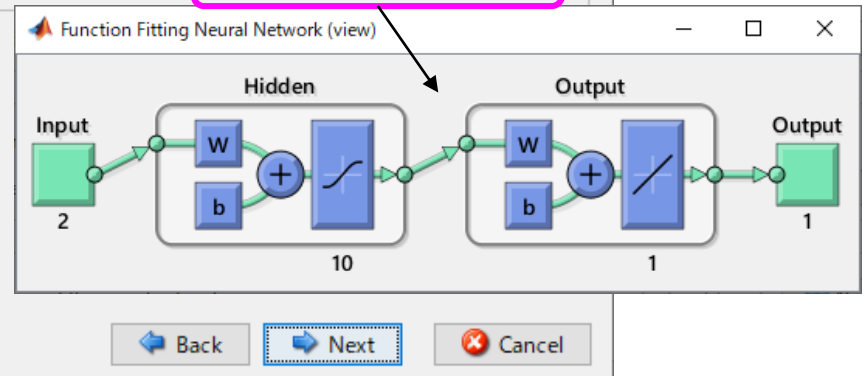 Function Fitting Neural Network (view)
Hidden
Output
Input
Output
W
W
b
b
2
10
1
1
Back
Next
Cancel